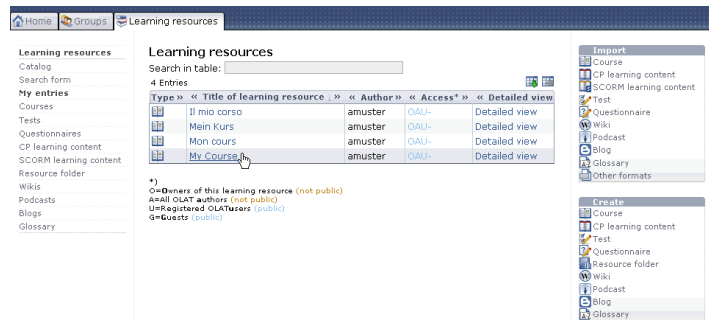 Home Groups Learning resources
Learning resources
Catalog
Search form
My entries
Courses
Tests
Questionnaires
CP learning content
SCORM learning content
Resource folder
Wikis
Podcasts
Blogs
Glossary
Learning resources
Search in table:
4 Entries
Type » « Title of learning resource ↓ » « Author » « Access* » « Detailed view
Il mio corso amuster OAU- Detailed view
Mein Kurs amuster OAU- Detailed view
Mon cours amuster OAU- Detailed view
My Course amuster OAU- Detailed view
*)
O=Owners of this learning resource (not public)
A=All OLAT authors (not public)
U=Registered OLATusers (public)
G=Guests (public)
Import
Course
CP learning content
SCORM learning content
Test
Questionnaire
Wiki
Podcast
Blog
Glossary
Other formats
Create
Course
CP learning content
Test
Questionnaire
Resource folder
Wiki
Podcast
Blog
Glossary